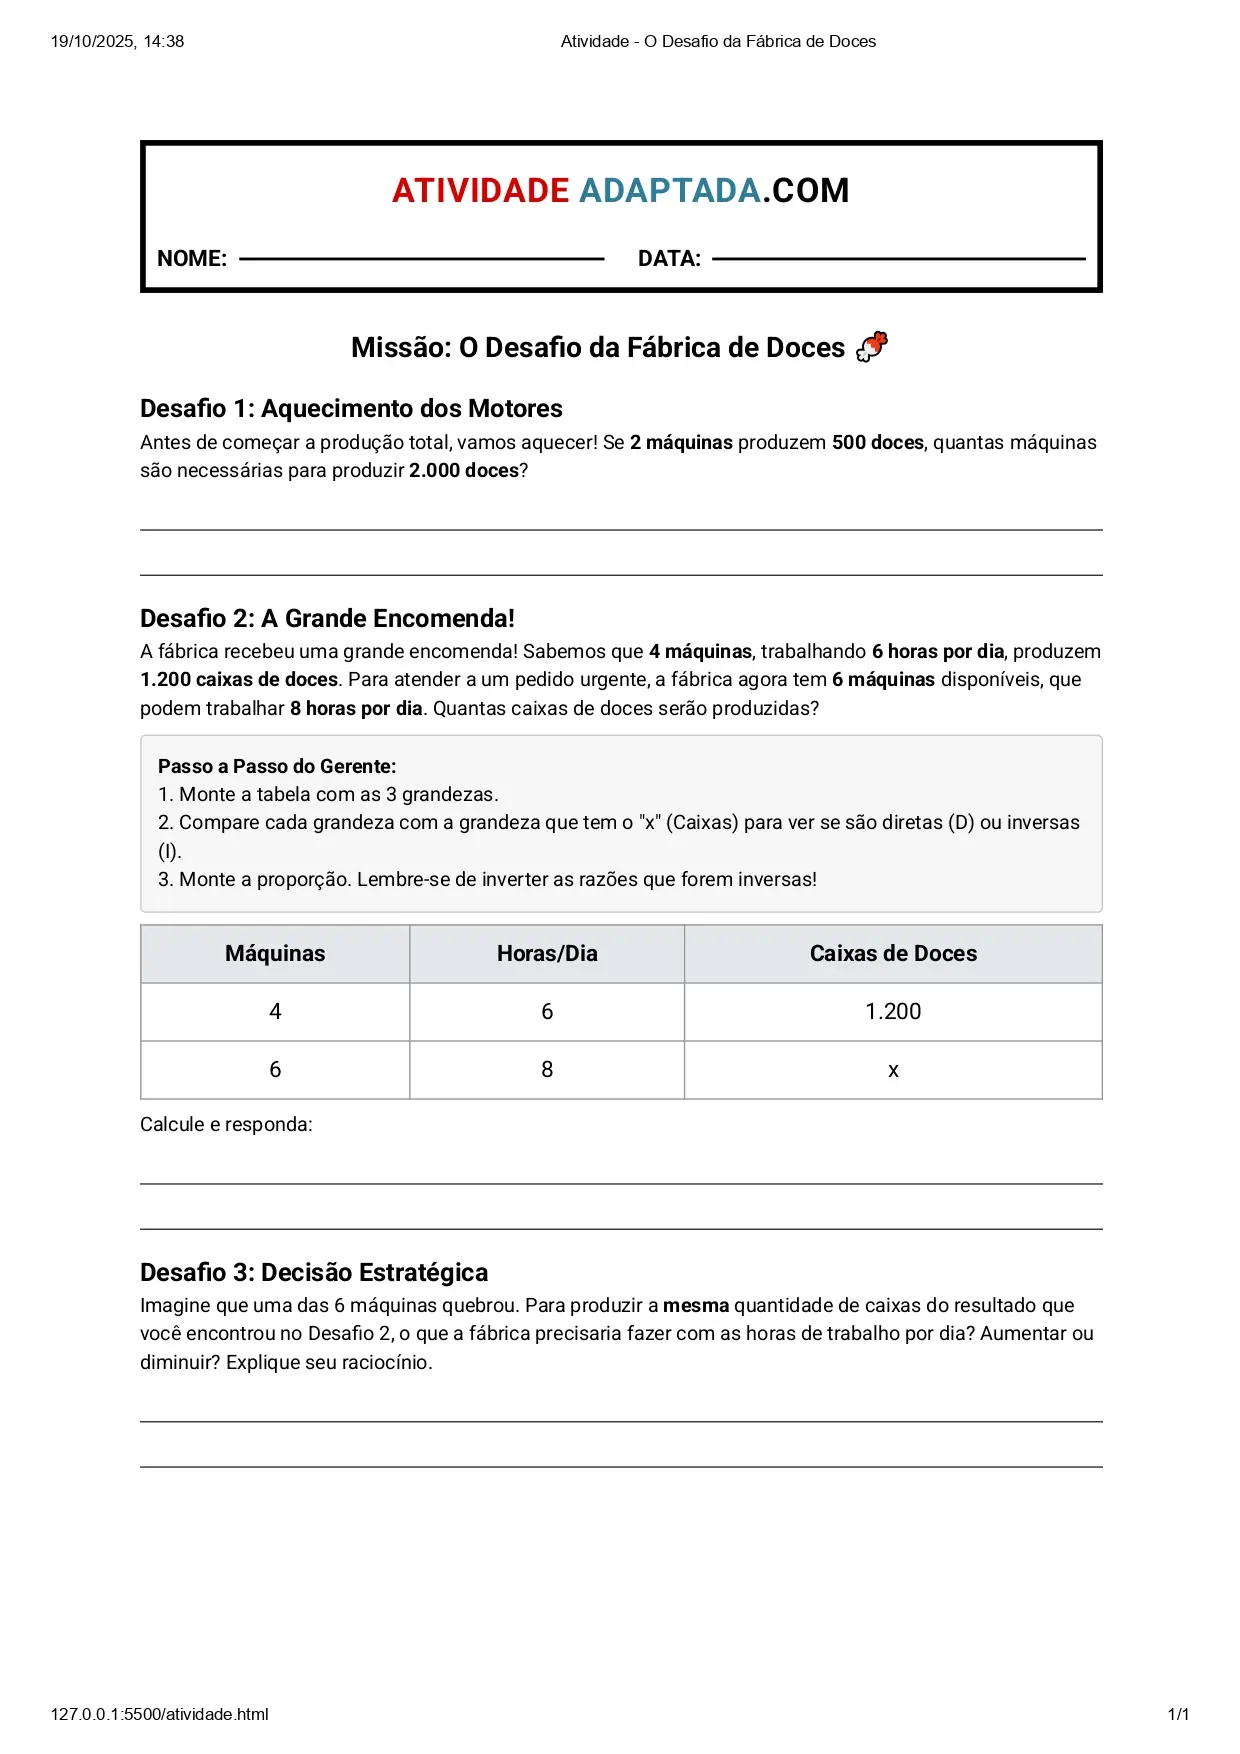 19/10/2025, 14:38 Atividade - O Desafio da Fábrica de Doces
ATIVIDADE ADAPTADA.COM
NOME: DATA:
Missão: O Desafio da Fábrica de Doces
Desafio 1: Aquecimento dos Motores
Antes de começar a produção total, vamos aquecer! Se 2 máquinas produzem 500 doces, quantas máquinas
são necessárias para produzir 2.000 doces?
Desafio 2: A Grande Encomenda!
A fábrica recebeu uma grande encomenda! Sabemos que 4 máquinas, trabalhando 6 horas por dia, produzem
1.200 caixas de doces. Para atender a um pedido urgente, a fábrica agora tem 6 máquinas disponíveis, que
podem trabalhar 8 horas por dia. Quantas caixas de doces serão produzidas?
Passo a Passo do Gerente:
1. Monte a tabela com as 3 grandezas.
2. Compare cada grandeza com a grandeza que tem o "x" (Caixas) para ver se são diretas (D) ou inversas
(I).
3. Monte a proporção. Lembre-se de inverter as razões que forem inversas!
Máquinas Horas/Dia Caixas de Doces
4 6 1.200
6 8 x
Calcule e responda:
Desafio 3: Decisão Estratégica
Imagine que uma das 6 máquinas quebrou. Para produzir a mesma quantidade de caixas do resultado que
você encontrou no Desafio 2, o que a fábrica precisaria fazer com as horas de trabalho por dia? Aumentar ou
diminuir? Explique seu raciocínio.
127.0.0.1:5500/atividade.html 1/1